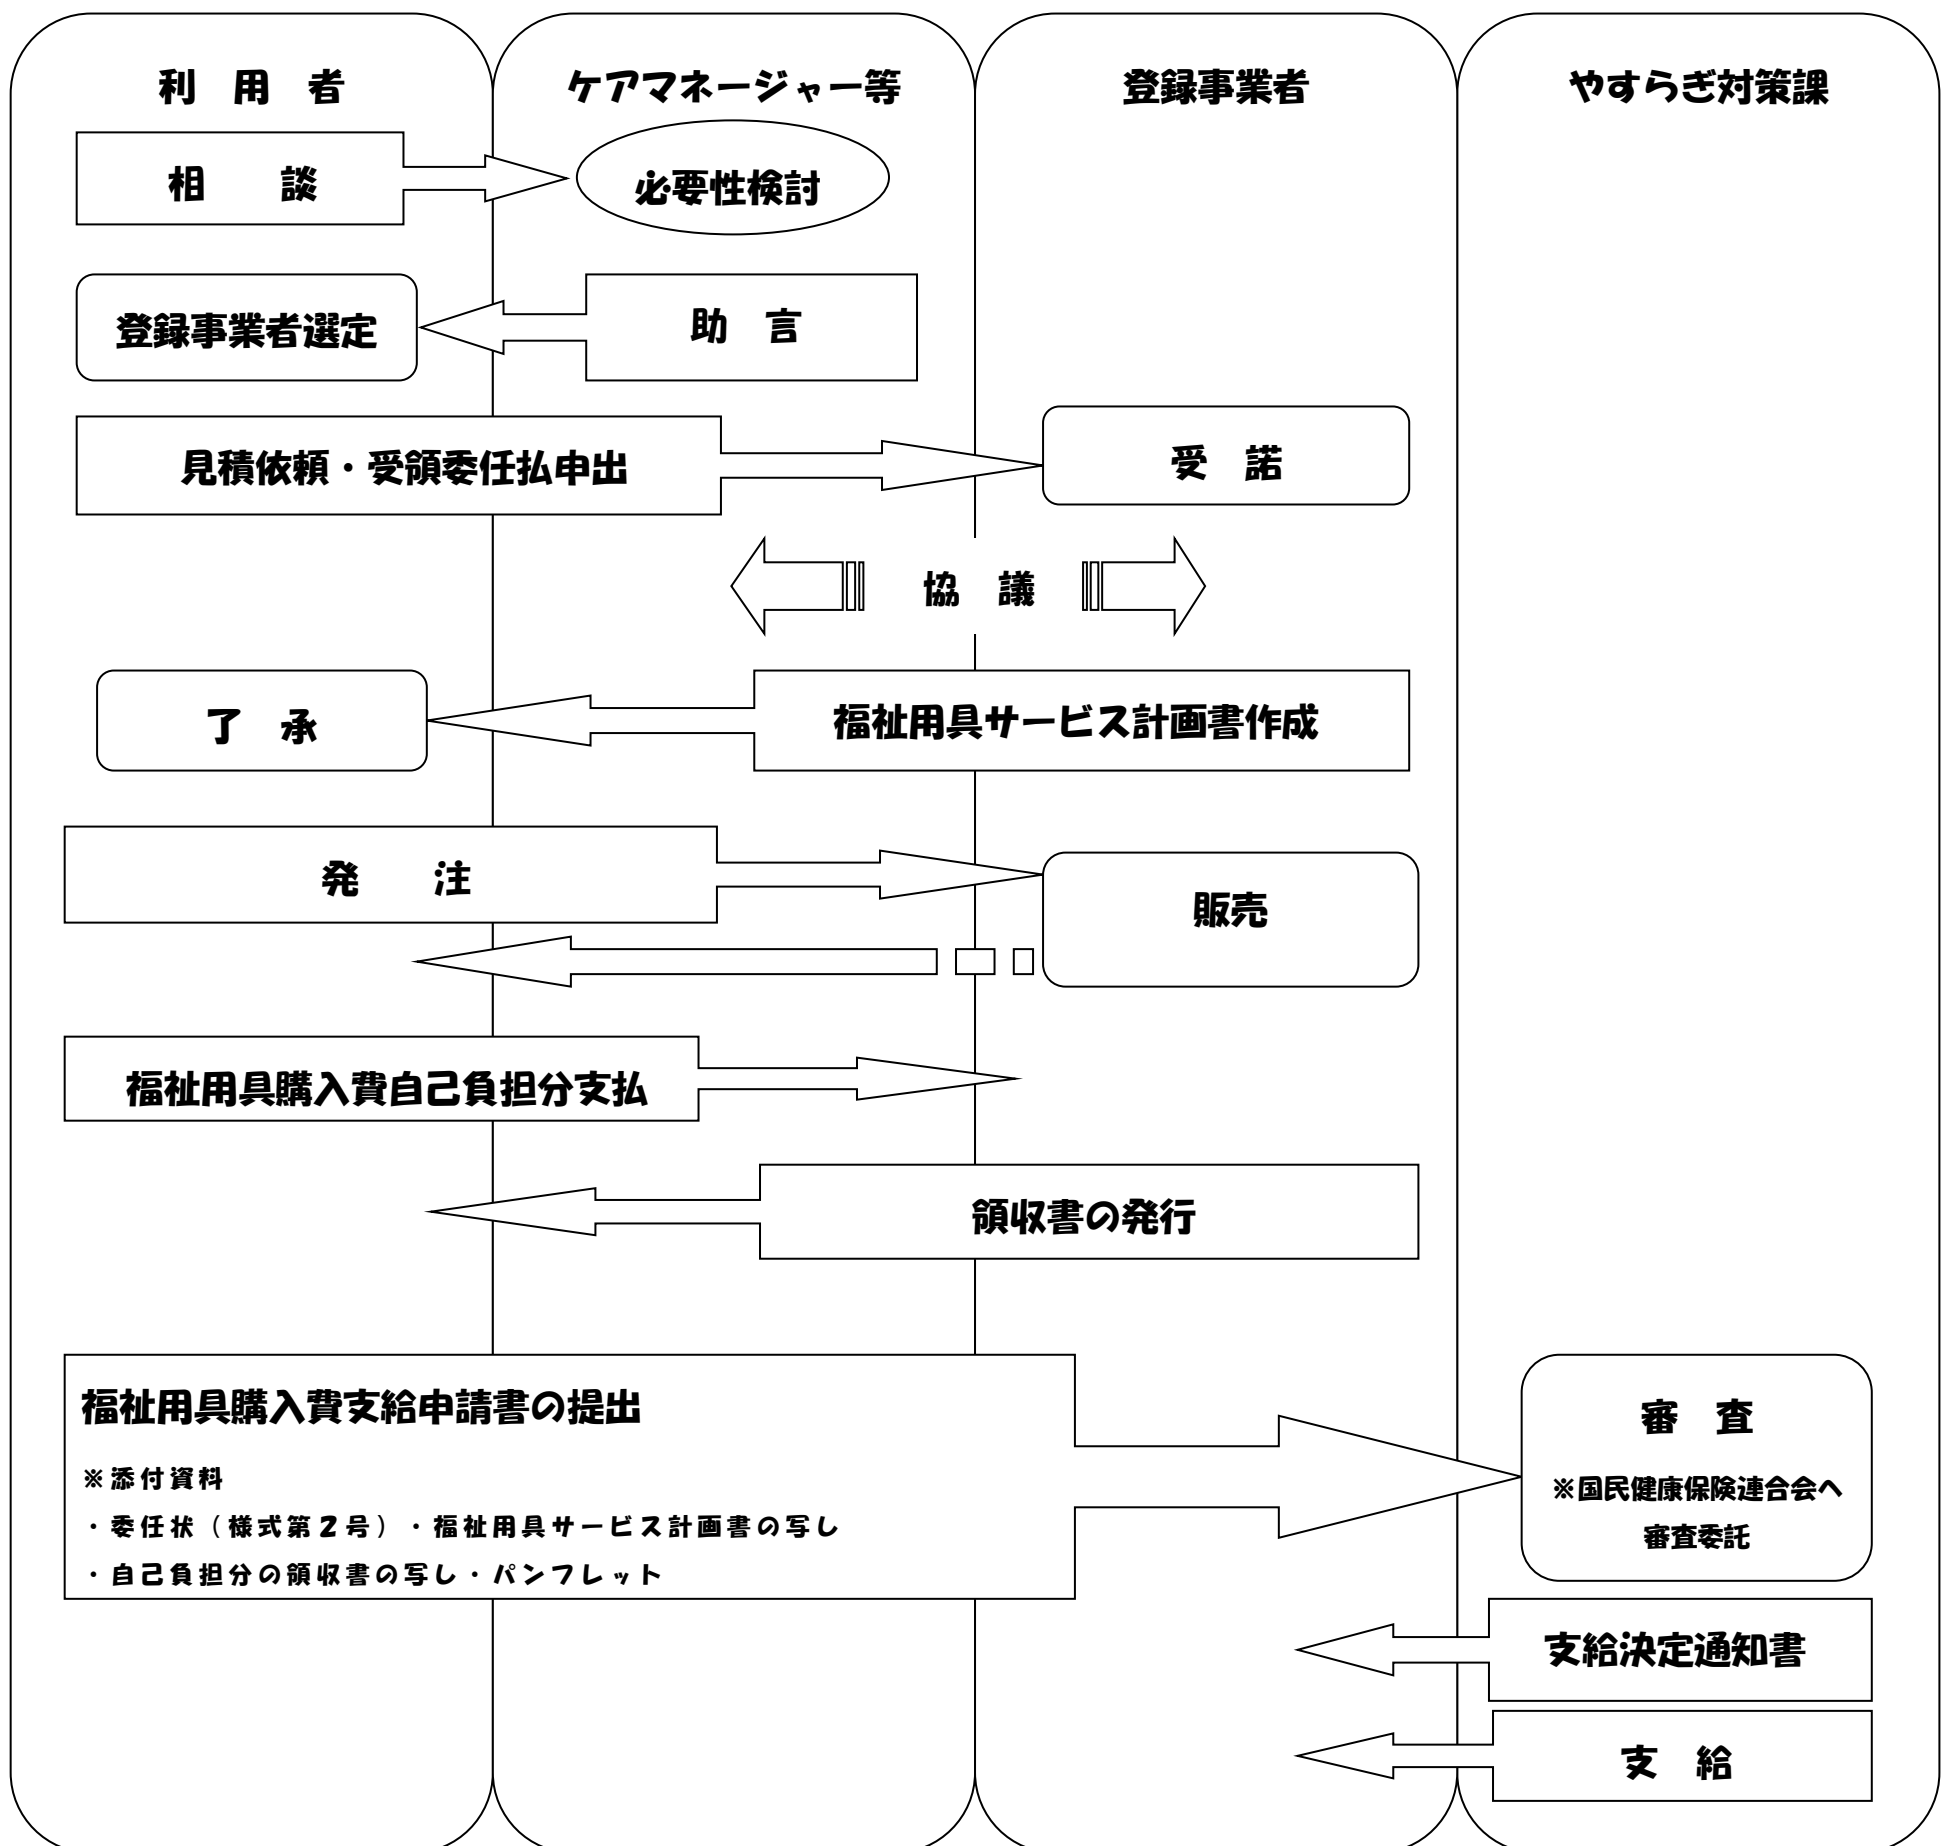 利　用　者
ケアマネージャー等
登録事業者
やすらぎ対策課
相　　談
必要性検討
登録事業者選定
助　言
見積依頼・受領委任払申出
受　諾
協　議
了　承
福祉用具サービス計画書作成
発　　注
販売
福祉用具購入費自己負担分支払
領収書の発行
福祉用具購入費支給申請書の提出
※添付資料
・委任状（様式第２号）・福祉用具サービス計画書の写し
・自己負担分の領収書の写し・パンフレット
審　査
※国民健康保険連合会へ
審査委託
支給決定通知書
支　給